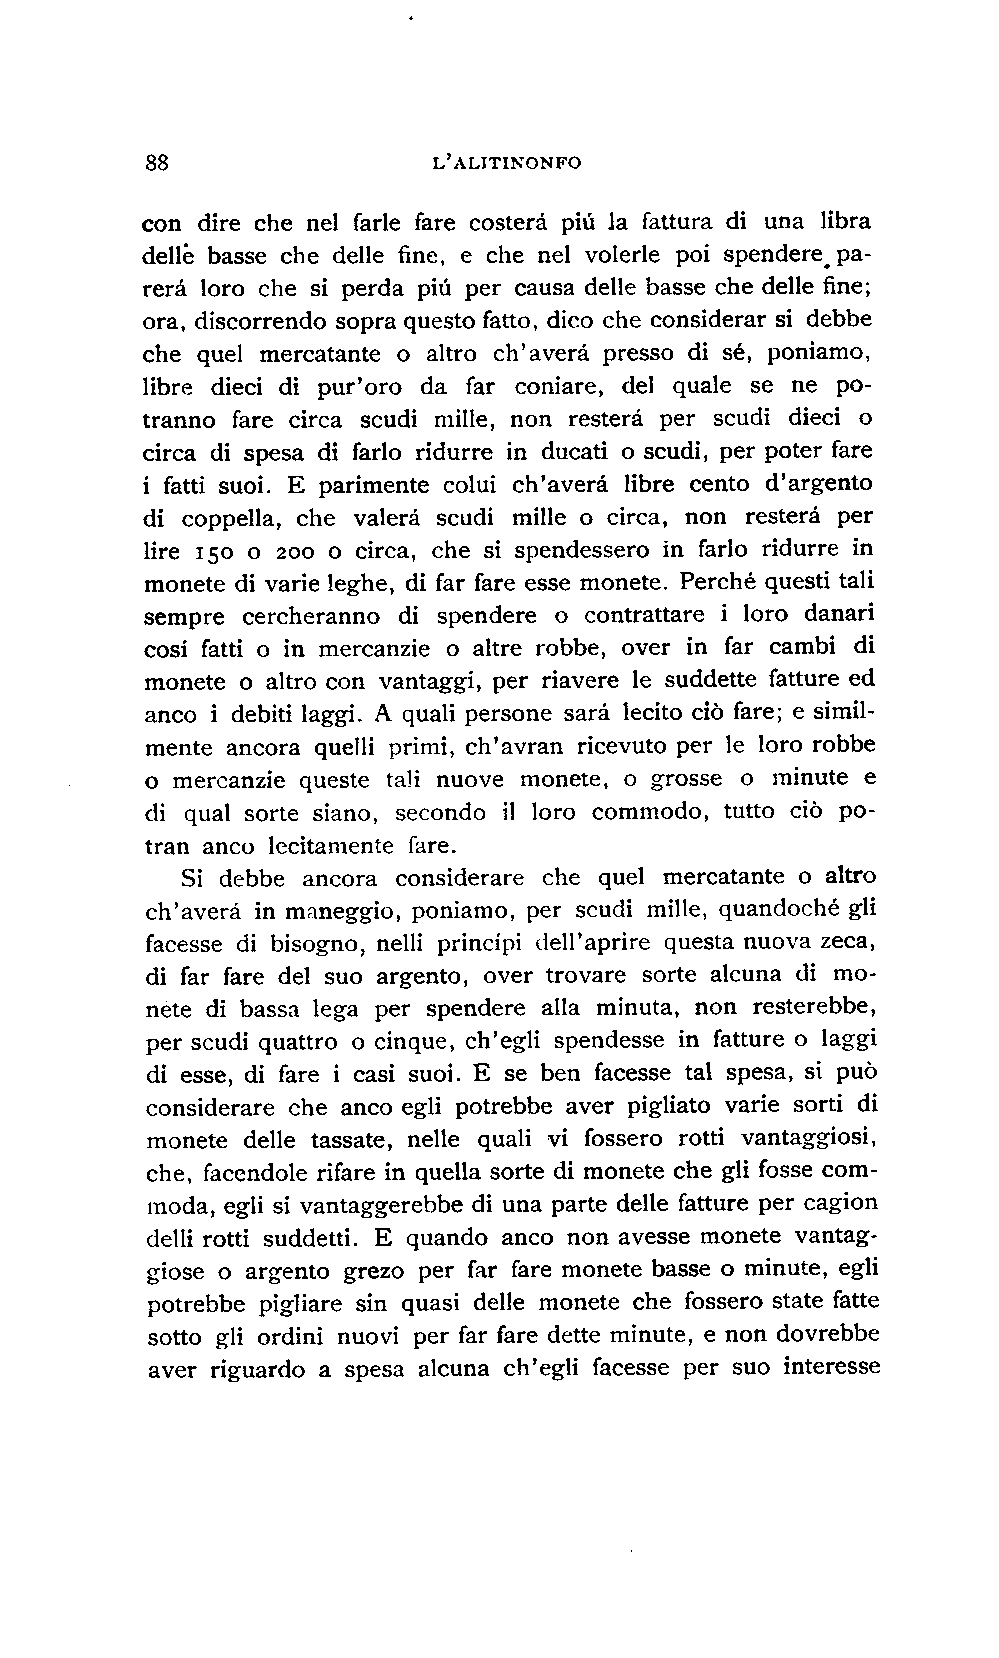 88 L'ALITINONFO
con dire che nel farle fare costerá piú la fattura di una libra
delle basse che delle fine, e che nel volerle poi spendere pa-
rerá loro che si perda piú per causa delle basse che delle fine;
ora, discorrendo sopra questo fatto, dico che considerar si debbe
che quel mercatante o altro ch'averá presso di sé, poniamo,
libre dieci di pur'oro da far coniare, del quale se ne po-
tranno fare circa scudi mille, non resterá per scudi dieci o
circa di spesa di farlo ridurre in ducati o scudi, per poter fare
i fatti suoi. E parimente colui ch'averá libre cento d'argento
di coppella, che valerá scudi mille o circa, non resterá per
lire 150 o 200 o circa, che si spendessero in farlo ridurre in
monete di varie leghe, di far fare esse monete. Perché questi tali
sempre cercheranno di spendere o contrattare i loro danari
cosí fatti o in mercanzie o altre robbe, over in far cambi di
monete o altro con vantaggi, per riavere le suddette fatture ed
anco i debiti laggi. A quali persone sará lecito ciò fare; e simil-
mente ancora quelli primi, ch'avran ricevuto per le loro robbe
o mercanzie queste tali nuove monete, o grosse o minute e
di qual sorte siano, secondo il loro commodo, tutto ciò po-
tran anco lecitamente fare.
Si debbe ancora considerare che quel mercatante o altro
ch'averá in maneggio, poniamo, per scudi mille, quandoché gli
facesse di bisogno, nelli princípi dell'aprire questa nuova zeca,
di far fare del suo argento, over trovare sorte alcuna di mo-
nete di bassa lega per spendere alla minuta, non resterebbe,
per scudi quattro o cinque, ch'egli spendesse in fatture o laggi
di esse, di fare i casi suoi. E se ben facesse tal spesa, si può
considerare che anco egli potrebbe aver pigliato varie sorti di
monete delle tassate, nelle quali vi fossero rotti vantaggiosi,
che, facendole rifare in quella sorte di monete che gli fosse com-
moda, egli si vantaggerebbe di una parte delle fatture per cagion
delli rotti suddetti. E quando anco non avesse monete vantag-
giose o argento grezo per far fare monete basse o minute, egli
potrebbe pigliare sin quasi delle monete che fossero state fatte
sotto gli ordini nuovi per far fare dette minute, e non dovrebbe
aver riguardo a spesa alcuna ch'egli facesse per suo interesse